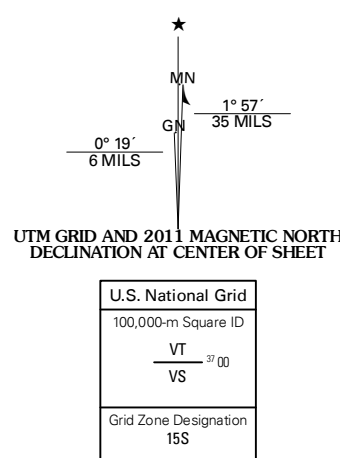 ★
MN
1° 57´
35 MILS
GN
0° 19´
6 MILS
UTM GRID AND 2011 MAGNETIC NORTH
DECLINATION AT CENTER OF SHEET
U.S. National Grid
100,000-m Square ID
VT
37 00
VS
Grid Zone Designation
15S